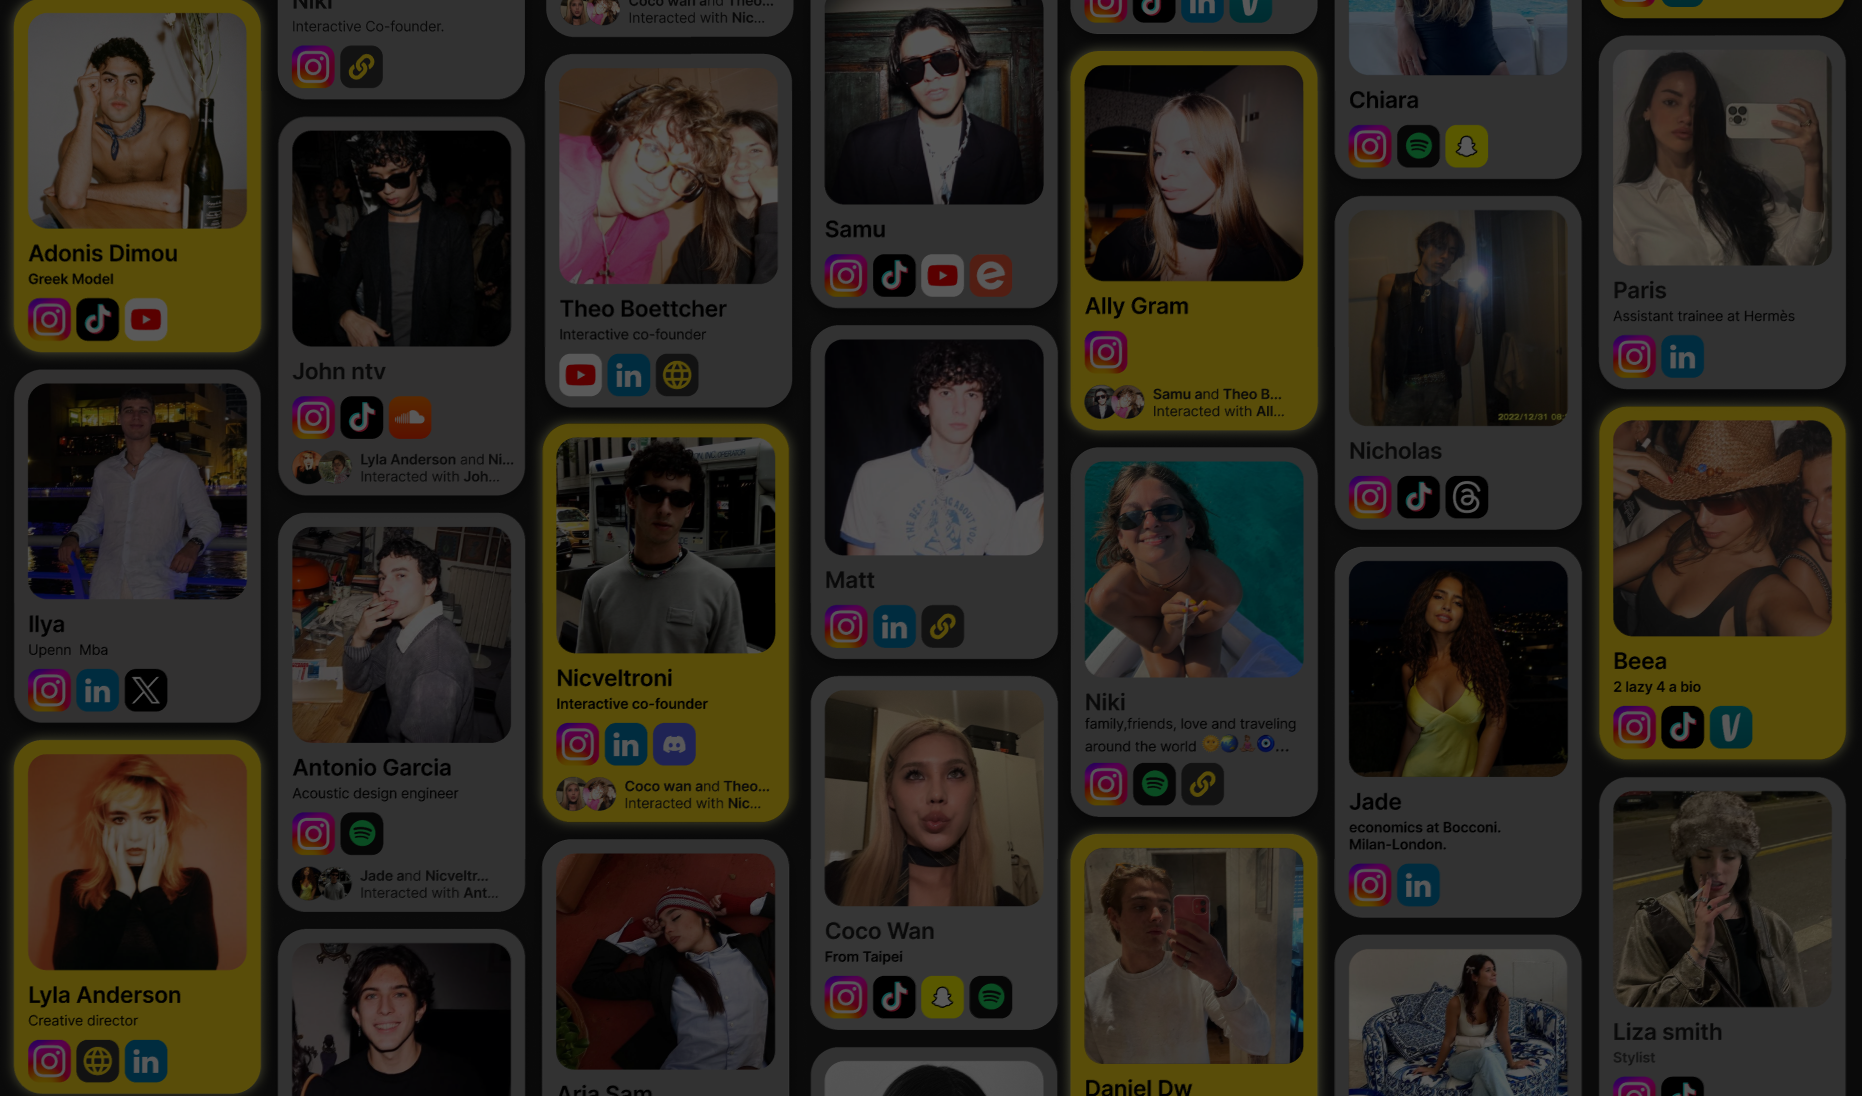 Adonis Dimou
Greek Model
Ilya
Upenn Mba
Lyla Anderson
Creative director
Niki
Interactive Co-founder.
John ntv
Lyla Anderson and Ni...
Interacted with Joh...
Antonio Garcia
Acoustic design engineer
Jade and Nicveltr...
Interacted with Ant...
Coco wan and Theo...
Interacted with Nic...
Theo Boettcher
Interactive co-founder
Nicveltroni
Interactive co-founder
Coco wan and Theo...
Interacted with Nic...
Aria Sam
Samu
Matt
Coco Wan
From Taipei
Ally Gram
Samu and Theo B...
Interacted with All...
Niki
family,friends, love and traveling
around the world 🌝🌏💃🏻🧿...
Daniel Dw
Chiara
2022/12/31 08:
Nicholas
Jade
economics at Bocconi.
Milan-London.
Paris
Assistant trainee at Hermès
Beea
2 lazy 4 a bio
Liza smith
Stylist